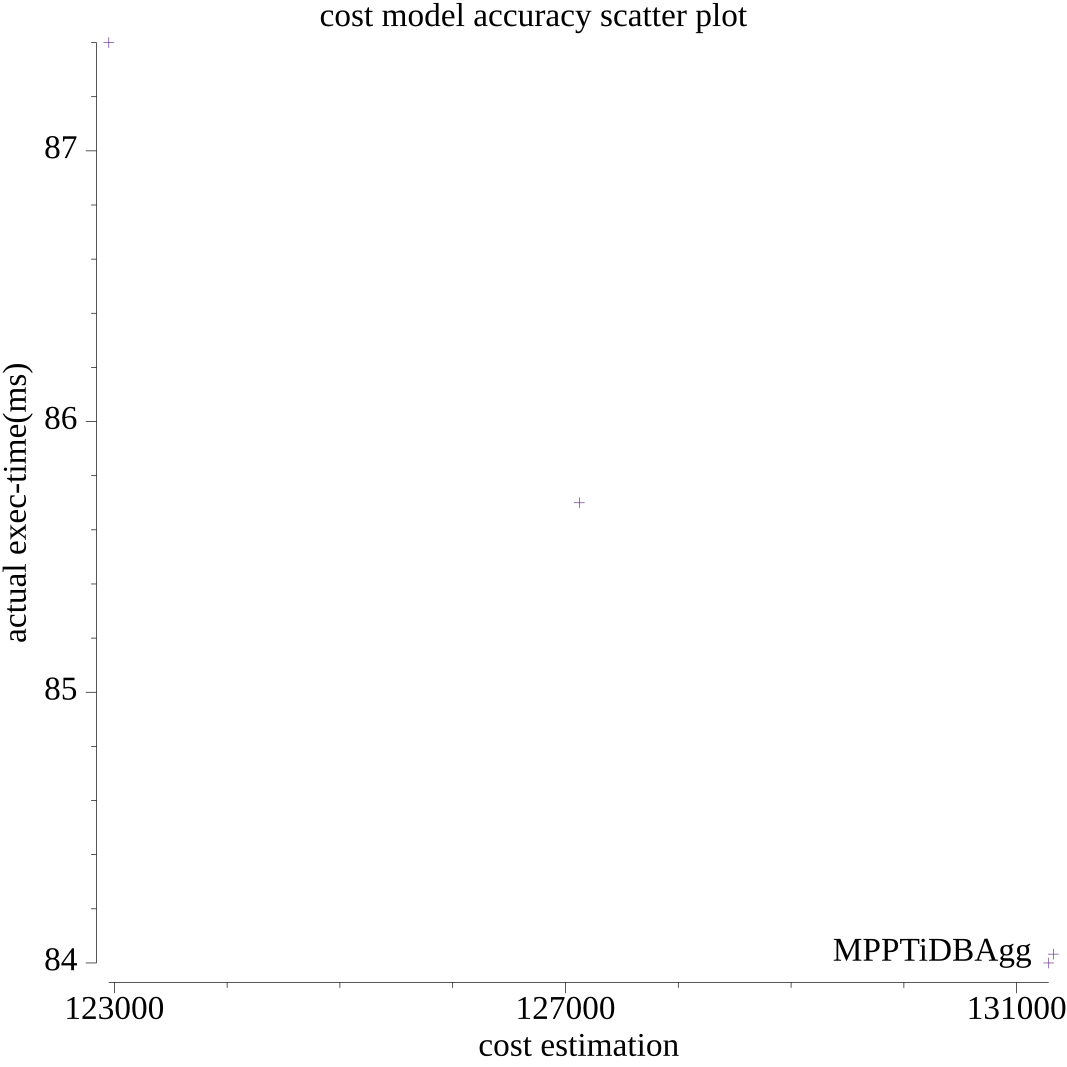 cost model accuracy scatter plot
87
86
85
84
actual exec-time(ms)
MPPTiDBAgg
123000 127000 131000
cost estimation